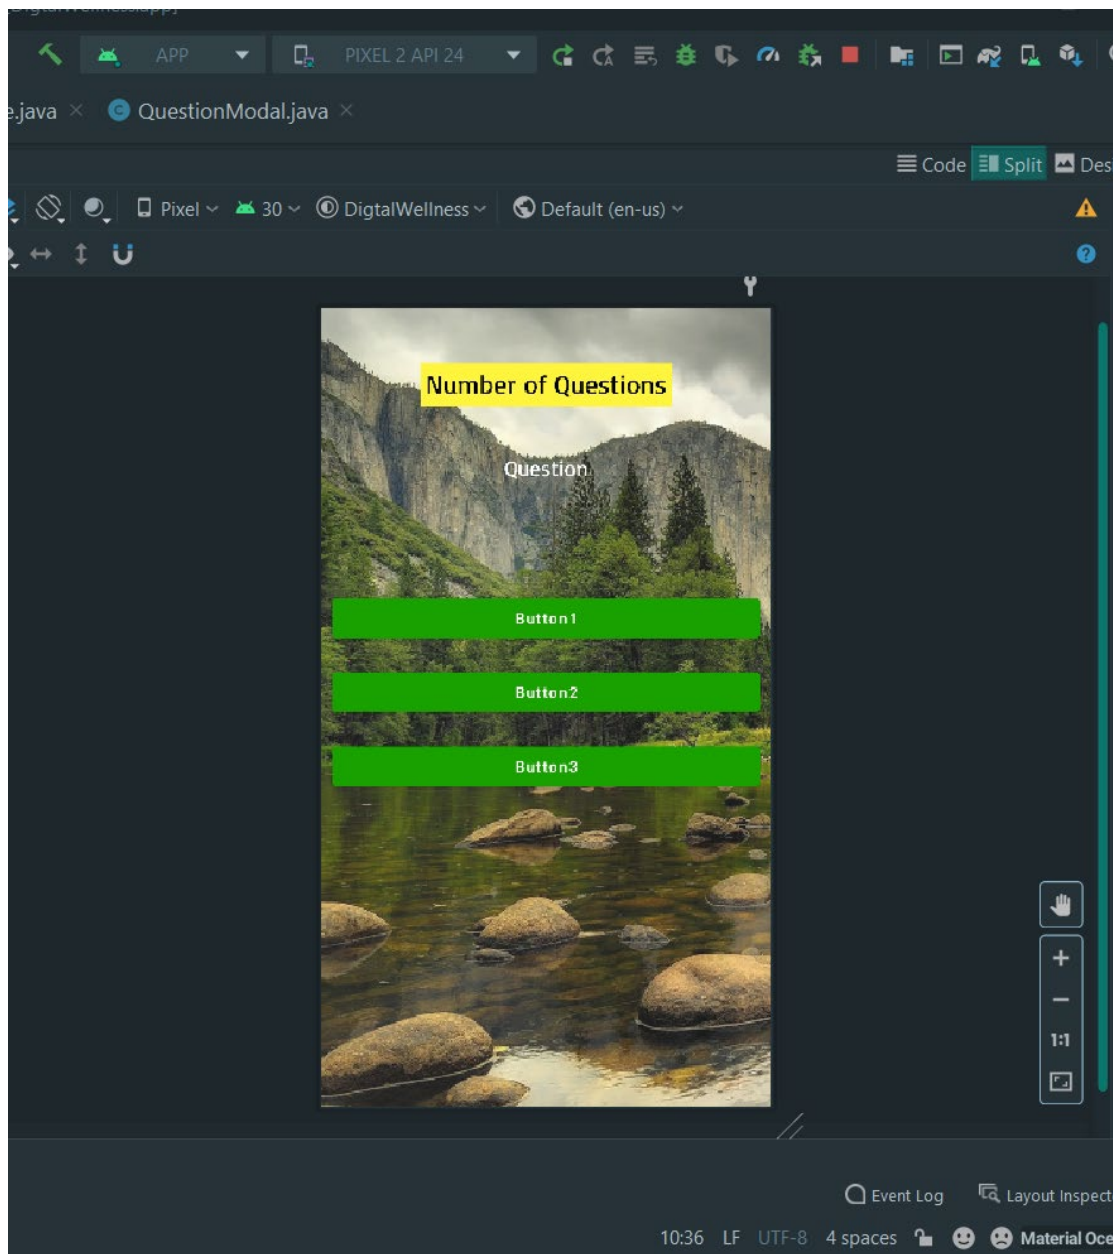 APP PIXEL 2 API 24
e.java × QuestionModal.java ×
Code Split Des
Pixel 30 DigtalWellness Default (en-us)
Number of Questions
Question
Button1
Button2
Button3
1:1
Event Log Layout Inspect
10:36 LF UTF-8 4 spaces Material Oce